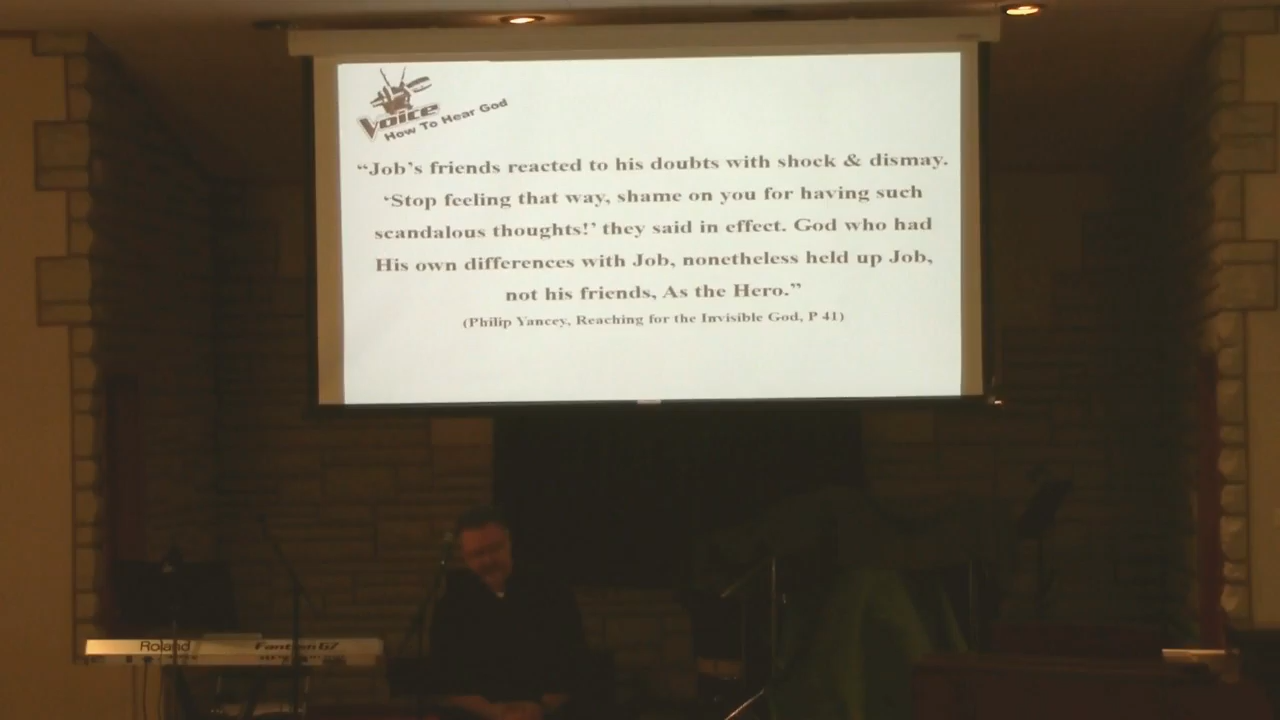 Voice
How To Hear God
“Job’s friends reacted to his doubts with shock & dismay.
‘Stop feeling that way, shame on you for having such
scandalous thoughts!’ they said in effect. God who had
His own differences with Job, nonetheless held up Job,
not his friends, As the Hero.”
(Philip Yancey, Reaching for the Invisible God, P 41)
Roland Fantom G7